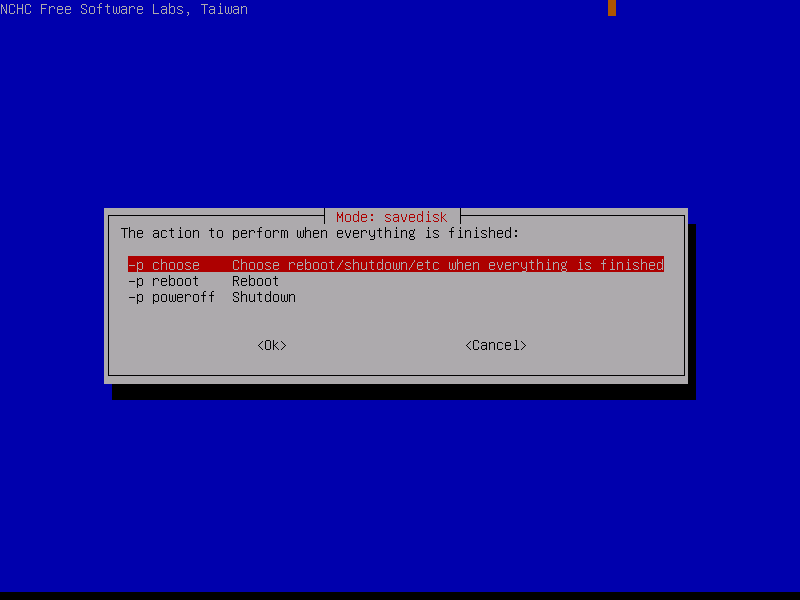 NCHC Free Software Labs, Taiwan
Mode: savedisk
The action to perform when everything is finished:
-p choose    Choose reboot/shutdown/etc when everything is finished
-p reboot    Reboot
-p poweroff  Shutdown
<Ok>                      <Cancel>